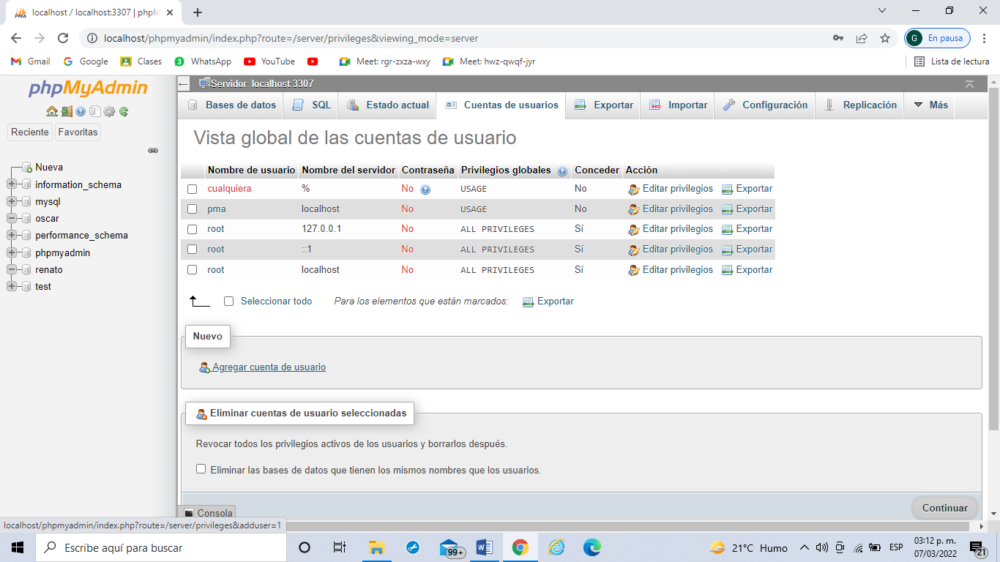 localhost / localhost:3307 | phpM
localhost/phpmyadmin/index.php?route=/server/privileges&viewing_mode=server
G En pausa
Gmail Google Clases WhatsApp YouTube Meet: rgr-zxza-wxy Meet: hwz-qwqf-jyr Lista de lectura
phpMyAdmin
Reciente Favoritas
Nueva
information_schema
mysql
oscar
performance_schema
phpmyadmin
renato
test
Servidor: localhost:3307
Bases de datos SQL Estado actual Cuentas de usuarios Exportar Importar Configuración Replicación Más
Vista global de las cuentas de usuario
Nombre de usuario Nombre del servidor Contraseña Privilegios globales Conceder Acción
cualquiera % No USAGE No Editar privilegios Exportar
pma localhost No USAGE No Editar privilegios Exportar
root 127.0.0.1 No ALL PRIVILEGES Sí Editar privilegios Exportar
root ::1 No ALL PRIVILEGES Sí Editar privilegios Exportar
root localhost No ALL PRIVILEGES Sí Editar privilegios Exportar
Seleccionar todo Para los elementos que están marcados: Exportar
Nuevo
Agregar cuenta de usuario
Eliminar cuentas de usuario seleccionadas
Revocar todos los privilegios activos de los usuarios y borrarlos después.
Eliminar las bases de datos que tienen los mismos nombres que los usuarios.
Continuar
Consola
localhost/phpmyadmin/index.php?route=/server/privileges&adduser=1
Escribe aquí para buscar
99+
21°C Humo
ESP
03:12 p. m.
07/03/2022
21